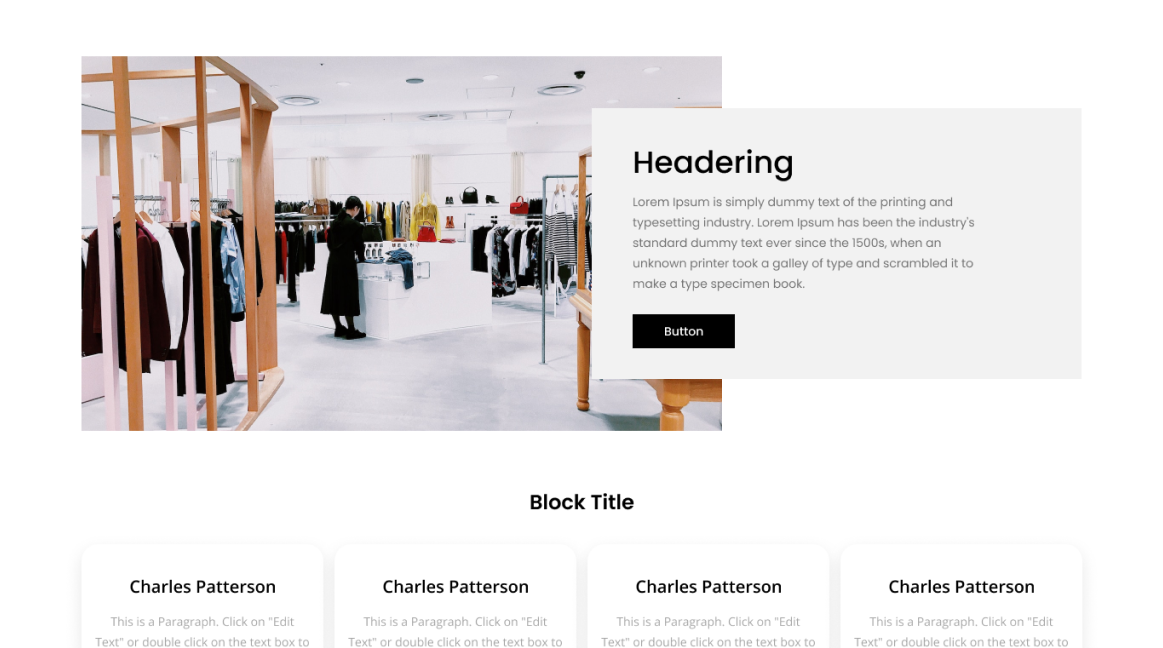 Headering
Lorem Ipsum is simply dummy text of the printing and
typesetting industry. Lorem Ipsum has been the industry's
standard dummy text ever since the 1500s, when an
unknown printer took a galley of type and scrambled it to
make a type specimen book.
Button
Block Title
Charles Patterson
This is a Paragraph. Click on "Edit
Text" or double click on the text box to
Charles Patterson
This is a Paragraph. Click on "Edit
Text" or double click on the text box to
Charles Patterson
This is a Paragraph. Click on "Edit
Text" or double click on the text box to
Charles Patterson
This is a Paragraph. Click on "Edit
Text" or double click on the text box to